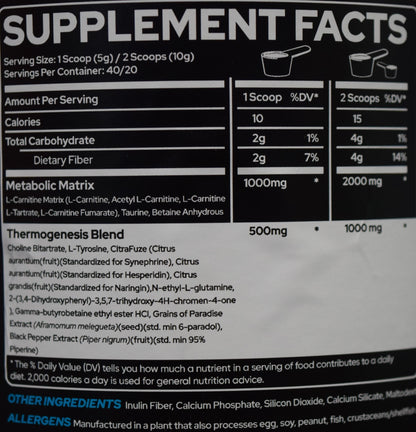 SUPPLEMENT FACTS
Serving Size: 1 Scoop (5g) / 2 Scoops (10g)
Servings Per Container: 40/20
Amount Per Serving 1 Scoop %DV* 2 Scoops %DV*
Calories 10 15
Total Carbohydrate 2g 1% 4g 1%
Dietary Fiber 2g 7% 4g 14%
Metabolic Matrix 1000mg * 2000 mg *
L-Carnitine Matrix (L-Carnitine, Acetyl L-Carnitine, L-Carnitine
L-Tartrate, L-Carnitine Fumarate), Taurine, Betaine Anhydrous
Thermogenesis Blend 500mg * 1000 mg *
Choline Bitartrate, L-Tyrosine, CitraFuze (Citrus
aurantium(fruit)(Standardized for Synephrine), Citrus
aurantium(fruit)(Standardized for Hesperidin), Citrus
grandis(fruit)(Standardized for Naringin),N-ethyl-L-glutamine,
2-(3,4-Dihydroxyphenyl)-3,5,7-trihydroxy-4H-chromen-4-one
), Gamma-butyrobetaine ethyl ester HCl, Grains of Paradise
Extract (Aframomum melegueta)(seed)(std. min 6-paradol),
Black Pepper Extract (Piper nigrum)(fruit)(std. min 95%
Piperine)
*The % Daily Value (DV) tells you how much a nutrient in a serving of food contributes to a daily
diet. 2,000 calories a day is used for general nutrition advice.
OTHER INGREDIENTS Inulin Fiber, Calcium Phosphate, Silicon Dioxide, Calcium Silicate,
ALLERGENS Manufactured in a plant that also processes egg, soy, peanut, fish,